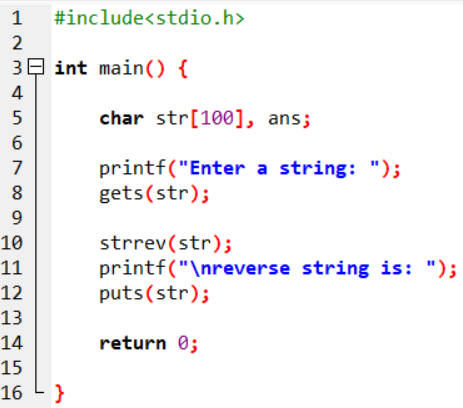 1 #include<stdio.h>
2
3 int main() {
4
5 char str[100], ans;
6
7 printf("Enter a string: ");
8 gets(str);
9
10 strrev(str);
11 printf("\nreverse string is: ");
12 puts(str);
13
14 return 0;
15
16 }